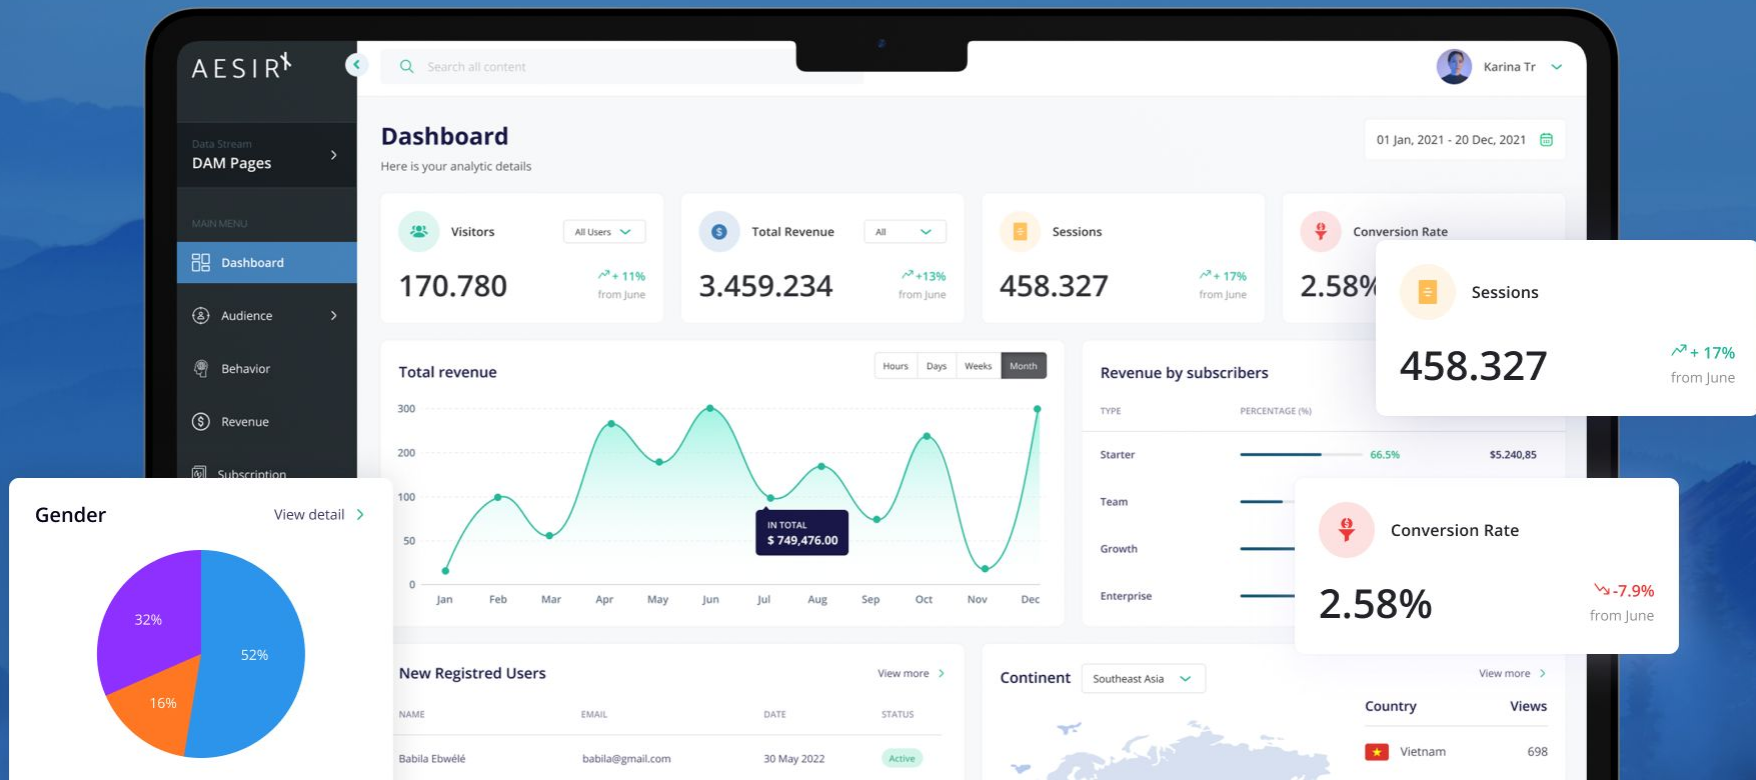 AESIRX
Search all content
Karina Tr
Data Stream
DAM Pages
MAIN MENU
Dashboard
Audience
Behavior
Revenue
Subscription
Dashboard
Here is your analytic details
01 Jan, 2021 - 20 Dec, 2021
Visitors
All Users
170.780
+ 11%
from June
Total Revenue
All
3.459.234
+13%
from June
Sessions
458.327
+ 17%
from June
Conversion Rate
2.58%
Sessions
458.327
+ 17%
from June
Total revenue
Hours Days Weeks Month
300
200
100
50
0
IN TOTAL
$ 749,476.00
Jan Feb Mar Apr May Jun Jul Aug Sep Oct Nov Dec
Revenue by subscribers
TYPE PERCENTAGE (%)
Starter 66.5% $5.240,85
Team
Growth
Enterprise
Conversion Rate
2.58%
-7.9%
from June
Gender
View detail
32%
52%
16%
New Registred Users
View more
NAME EMAIL DATE STATUS
Babila Ebwélé babila@gmail.com 30 May 2022 Active
Continent
Southeast Asia
View more
Country Views
Vietnam 698